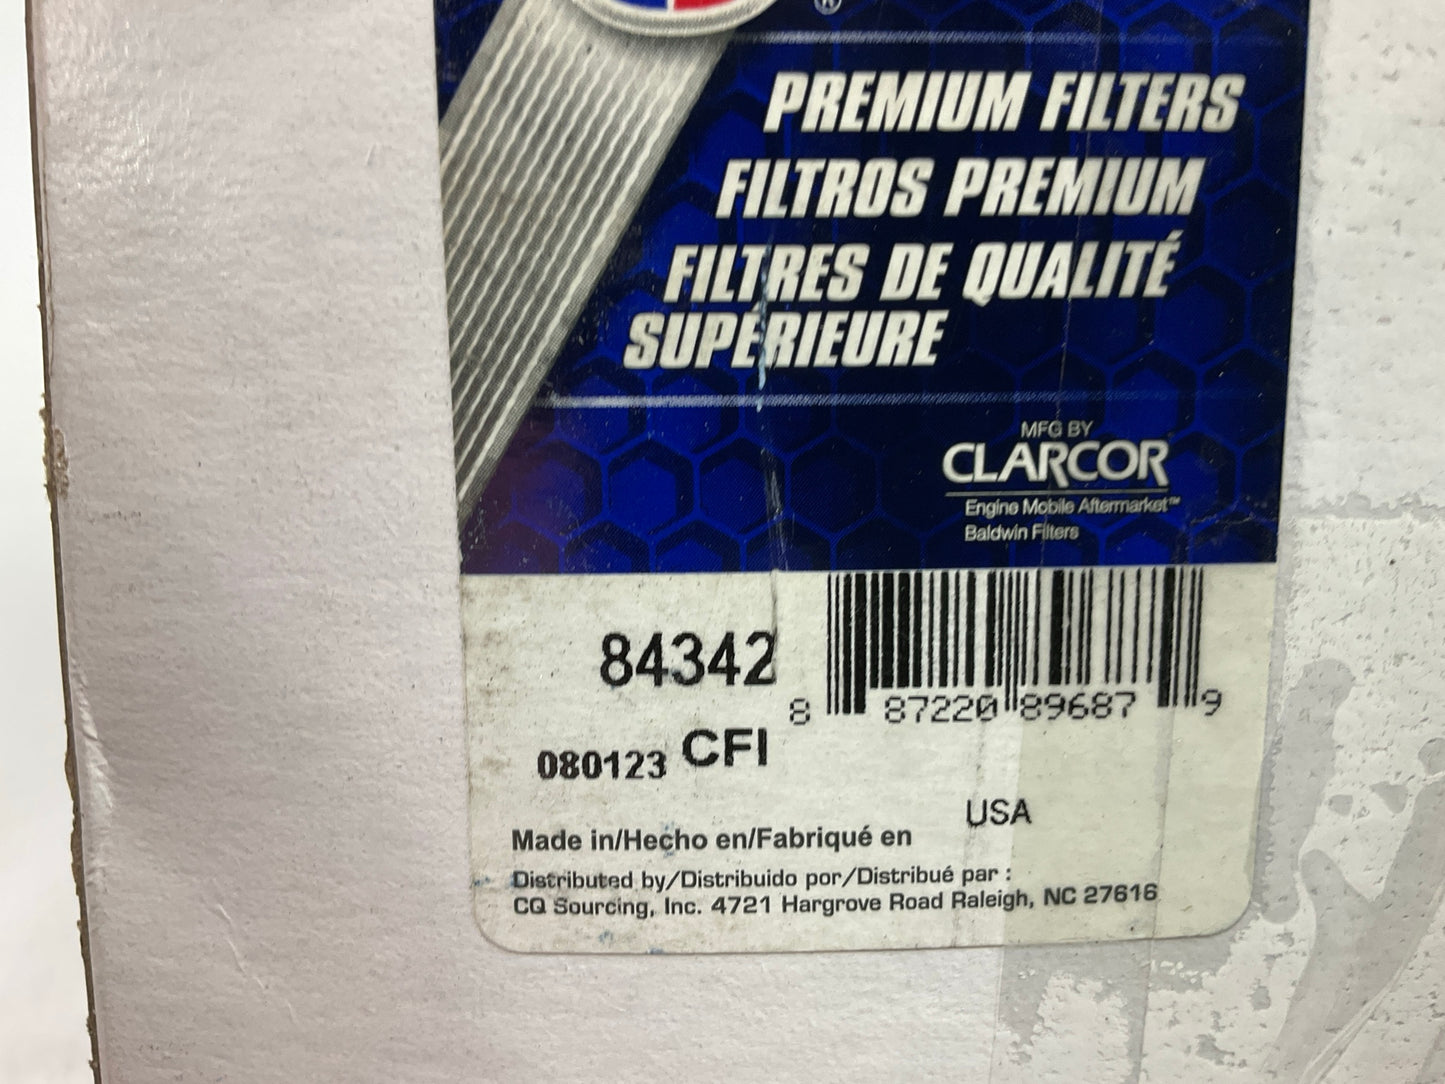 ®
PREMIUM FILTERS
FILTROS PREMIUM
FILTRES DE QUALITÉ
SUPÉRIEURE
MFG BY
CLARCOR
Engine Mobile Aftermarket™
Baldwin Filters
84342
8 87220 89687 9
080123 CFI
USA
Made in/Hecho en/Fabriqué en
Distributed by/Distribuido por/Distribué par :
CQ Sourcing, Inc. 4721 Hargrove Road Raleigh, NC 27616